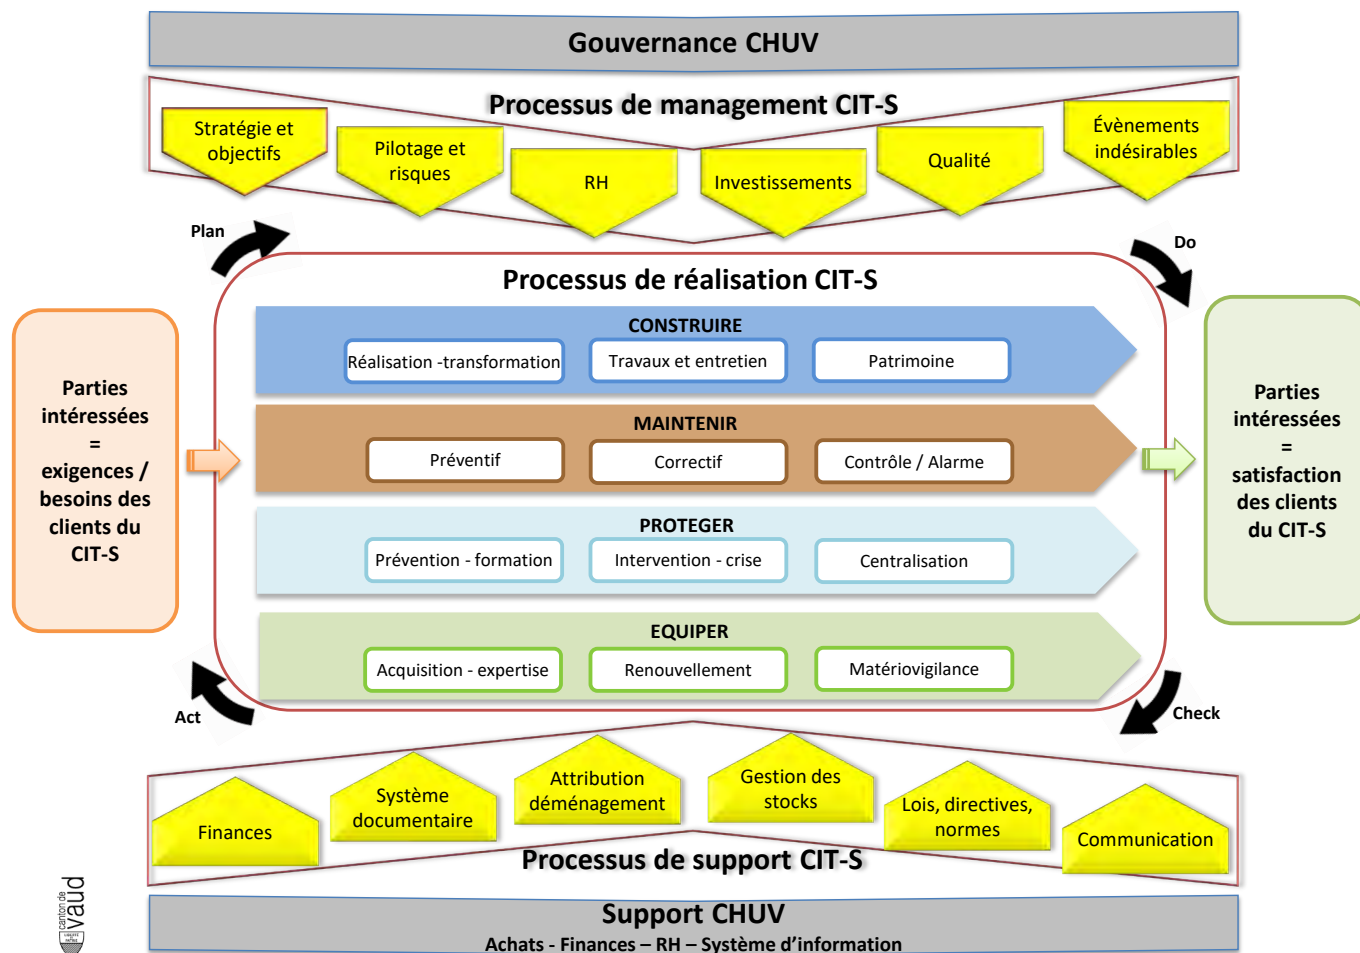 Gouvernance CHUV
Processus de management CIT-S
Stratégie et
objectifs
Pilotage et
risques
RH
Investissements
Qualité
Évènements
indésirables
Plan
Do
Processus de réalisation CIT-S
Parties
intéressées
=
exigences /
besoins des
clients du
CIT-S
CONSTRUIRE
Réalisation -transformation
Travaux et entretien
Patrimoine
MAINTENIR
Préventif
Correctif
Contrôle / Alarme
PROTEGER
Prévention - formation
Intervention - crise
Centralisation
EQUIPER
Acquisition - expertise
Renouvellement
Matériovigilance
Parties
intéressées
=
satisfaction
des clients
du CIT-S
Act
Check
Finances
Système
documentaire
Attribution
déménagement
Gestion des
stocks
Lois, directives,
normes
Communication
Processus de support CIT-S
Support CHUV
Achats - Finances – RH – Système d’information
canton de
vaud